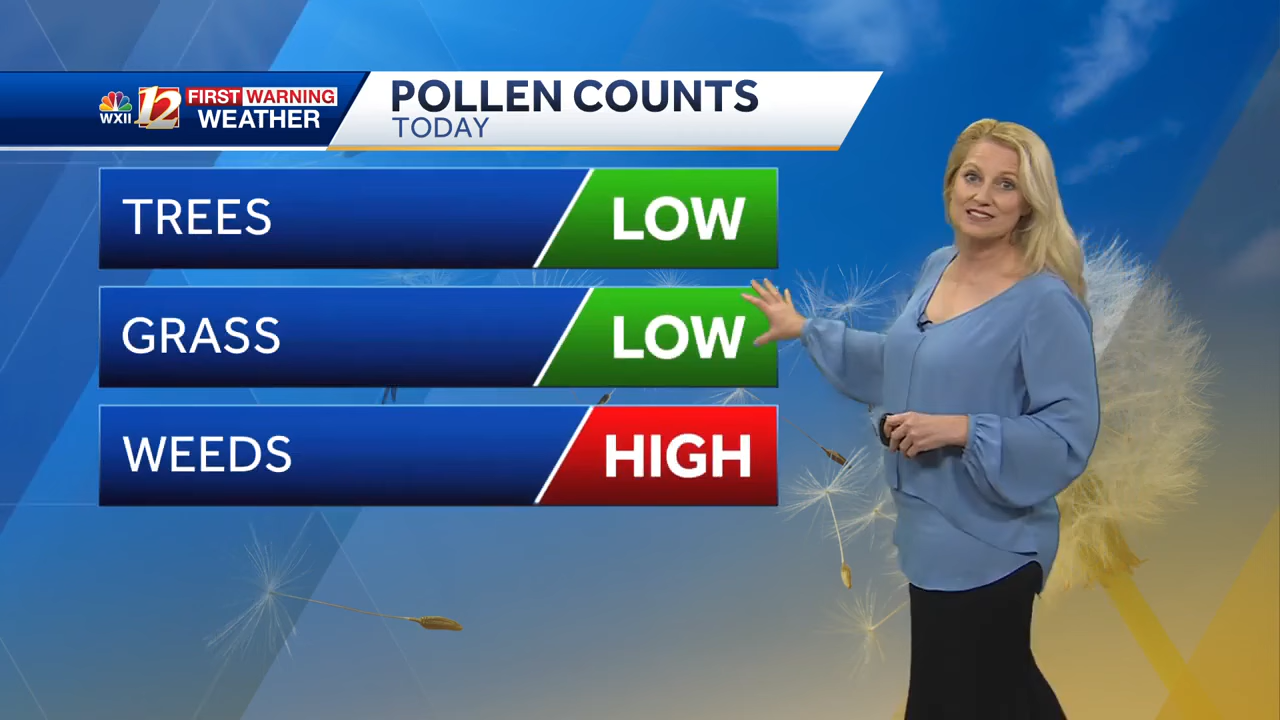 WXII 12 FIRST WARNING
WEATHER
POLLEN COUNTS
TODAY
TREES LOW
GRASS LOW
WEEDS HIGH